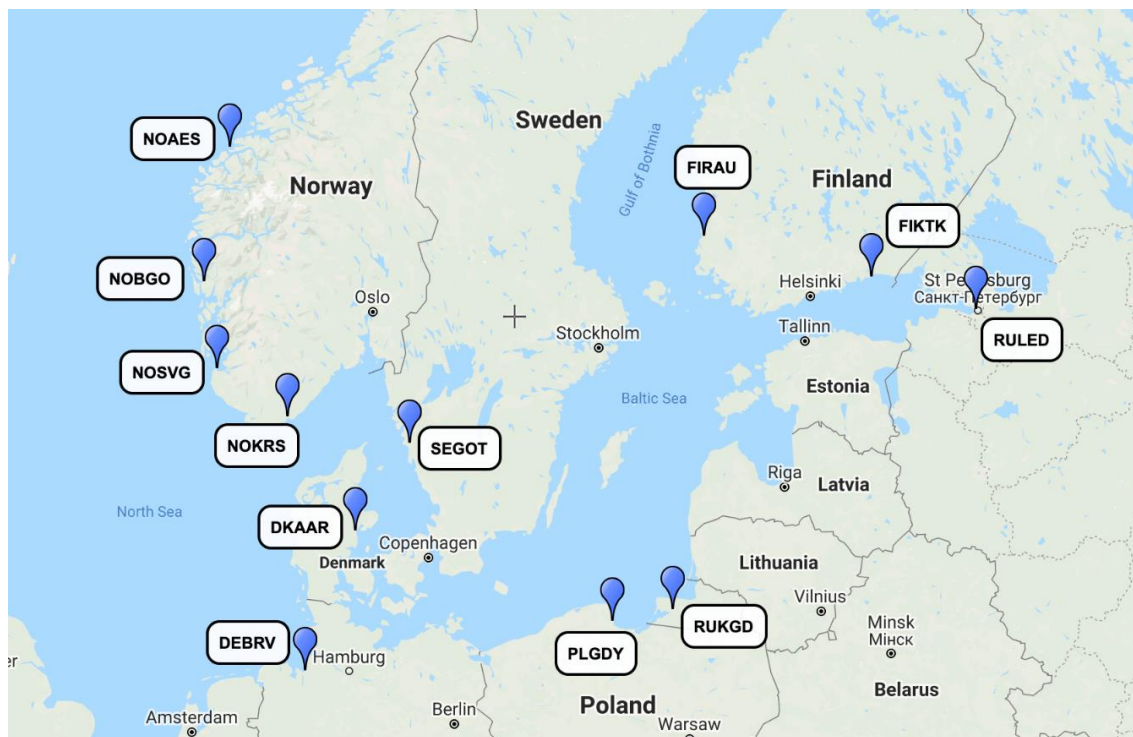 NOAES
Sweden
Norway
Gulf of Bothnia
FIRAU
Finland
FIKTK
NOBGO
Oslo
Helsinki
St Petersburg
Санкт-Петербург
Stockholm
Tallinn
RULED
NOSVG
Estonia
Baltic Sea
NOKRS
SEGOT
Riga
Latvia
North Sea
DKAAR
Copenhagen
Denmark
Lithuania
Vilnius
DEBRV
Hamburg
PLGDY
RUKGD
Minsk
Мінск
er
Belarus
Poland
Berlin
Amsterdam
Warsaw